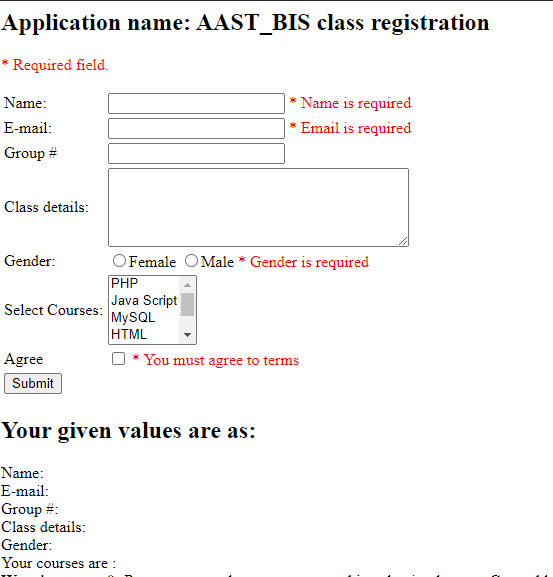 Application name: AAST_BIS class registration
* Required field.
Name: * Name is required
E-mail: * Email is required
Group #
Class details:
Gender: Female Male * Gender is required
Select Courses: PHP
Java Script
MySQL
HTML
Agree * You must agree to terms
Submit
Your given values are as:
Name:
E-mail:
Group #:
Class details:
Gender:
Your courses are :